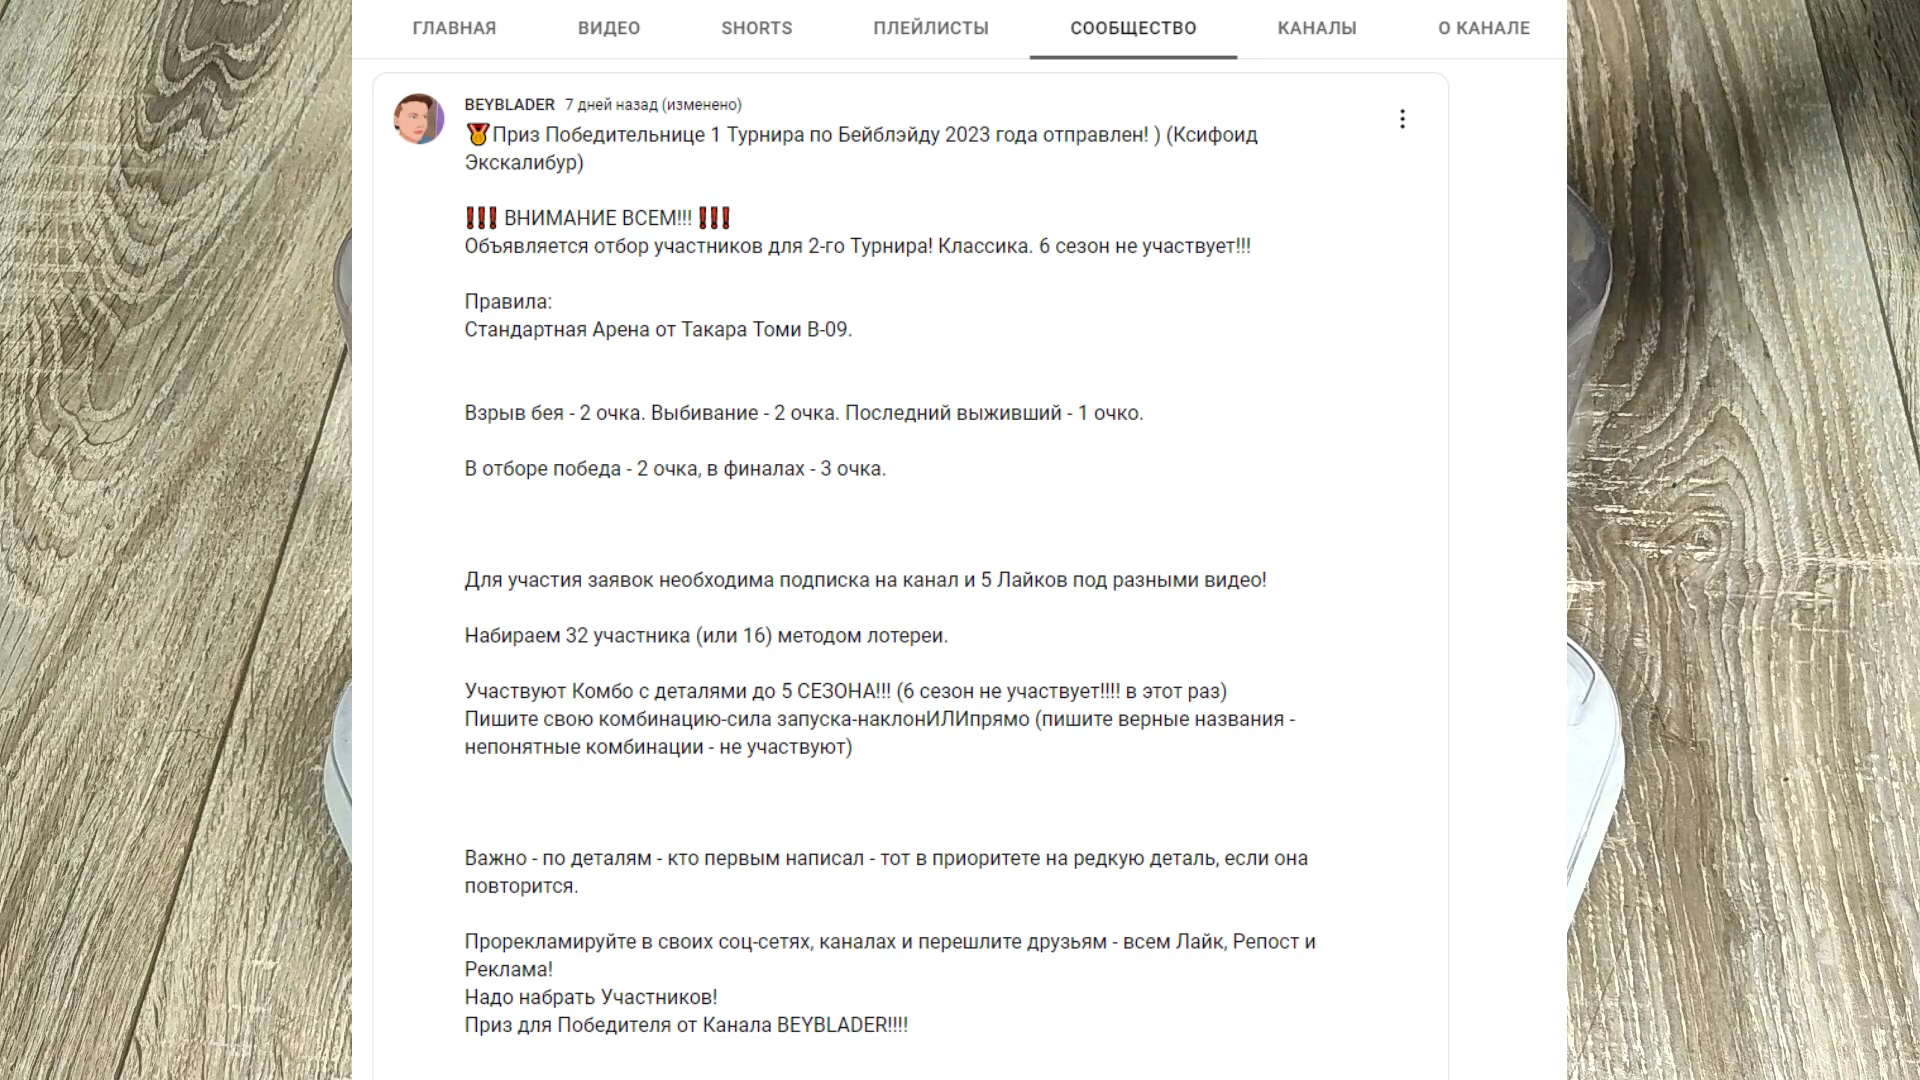 ГЛАВНАЯ ВИДЕО SHORTS ПЛЕЙЛИСТЫ СООБЩЕСТВО КАНАЛЫ О КАНАЛЕ
BEYBLADER 7 дней назад (изменено)
🏅Приз Победительнице 1 Турнира по Бейблэйду 2023 года отправлен! ) (Ксифоид
Экскалибур)
❗❗❗ ВНИМАНИЕ ВСЕМ!!! ❗❗❗
Объявляется отбор участников для 2-го Турнира! Классика. 6 сезон не участвует!!!
Правила:
Стандартная Арена от Такара Томи B-09.
Взрыв бея - 2 очка. Выбивание - 2 очка. Последний выживший - 1 очко.
В отборе победа - 2 очка, в финалах - 3 очка.
Для участия заявок необходима подписка на канал и 5 Лайков под разными видео!
Набираем 32 участника (или 16) методом лотереи.
Участвуют Комбо с деталями до 5 СЕЗОНА!!! (6 сезон не участвует!!!! в этот раз)
Пишите свою комбинацию-сила запуска-наклонИЛИпрямо (пишите верные названия -
непонятные комбинации - не участвуют)
Важно - по деталям - кто первым написал - тот в приоритете на редкую деталь, если она
повторится.
Прорекламируйте в своих соц-сетях, каналах и перешлите друзьям - всем Лайк, Репост и
Реклама!
Надо набрать Участников!
Приз для Победителя от Канала BEYBLADER!!!!